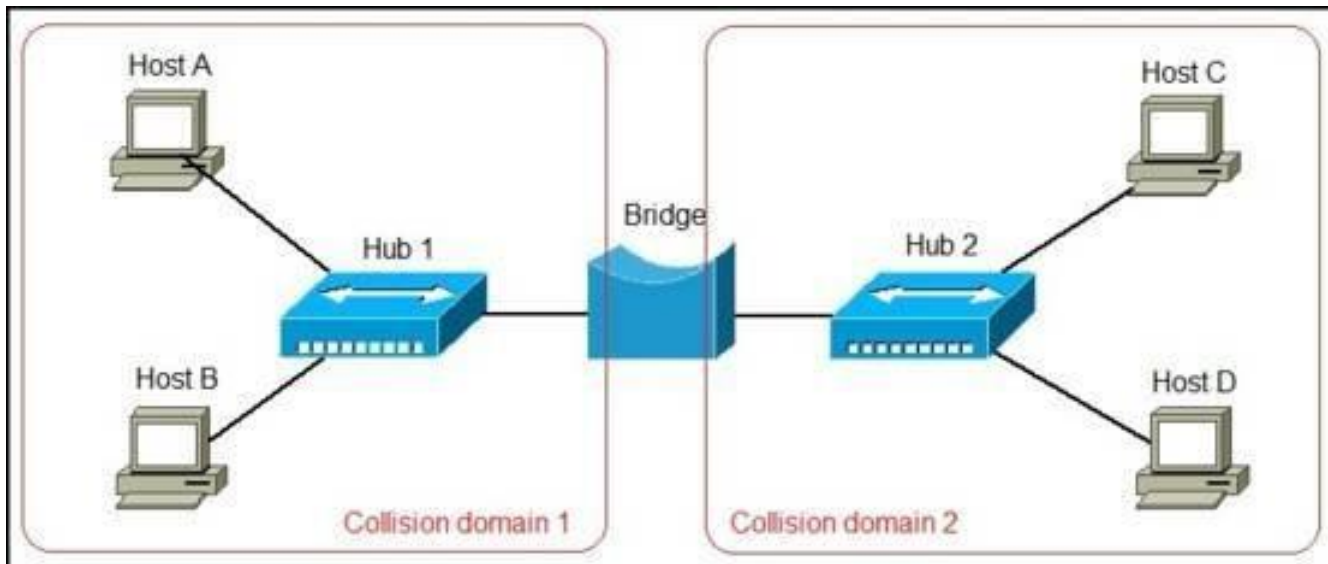 Host A
Host C
Bridge
Hub 1
Hub 2
Host B
Host D
Collision domain 1
Collision domain 2